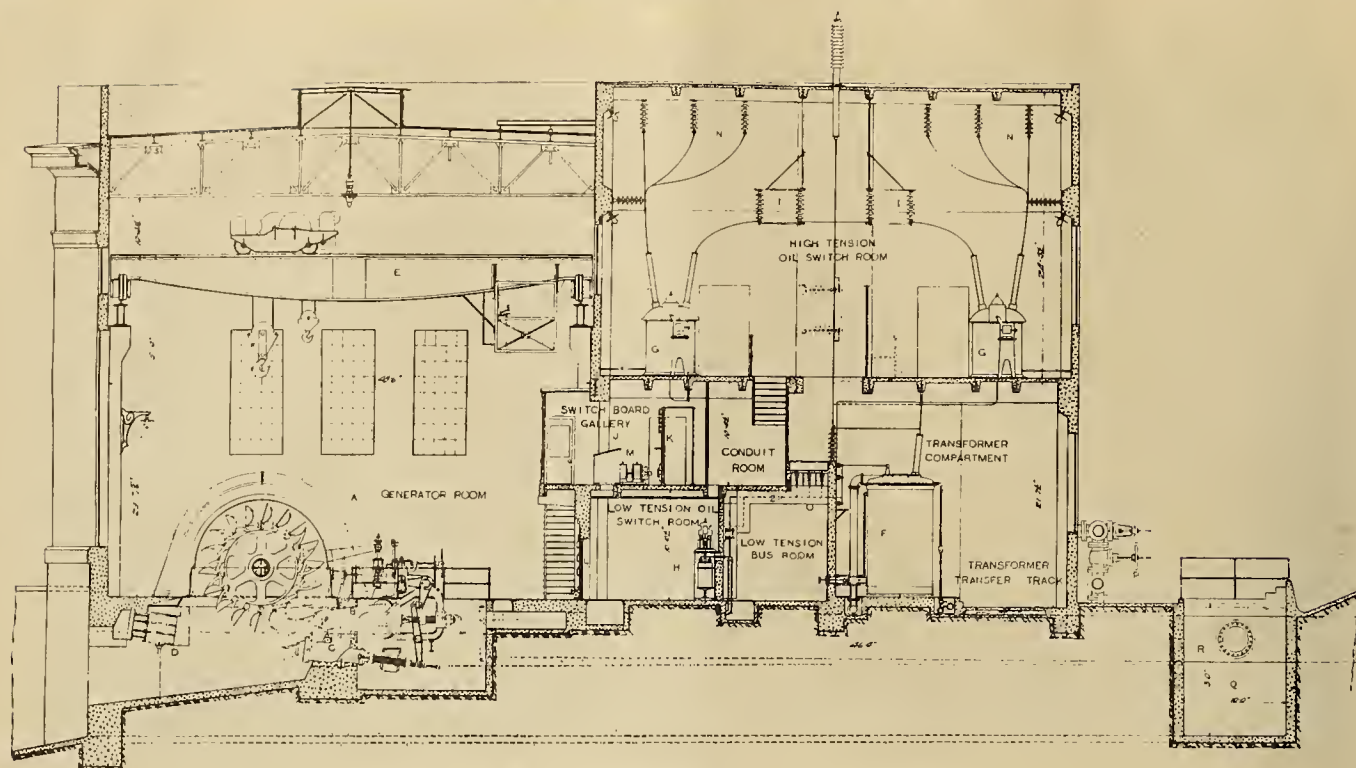 N
N
I
I
HIGH TENSION
OIL SWITCH ROOM
E
G
G
SWITCH BOARD
GALLERY
J
K
M
CONDUIT
ROOM
TRANSFORMER
COMPARTMENT
A GENERATOR ROOM
LOW TENSION OIL
SWITCH ROOM
H
LOW TENSION
BUS ROOM
F
TRANSFORMER
TRANSFER TRACK
D
C
R
Q